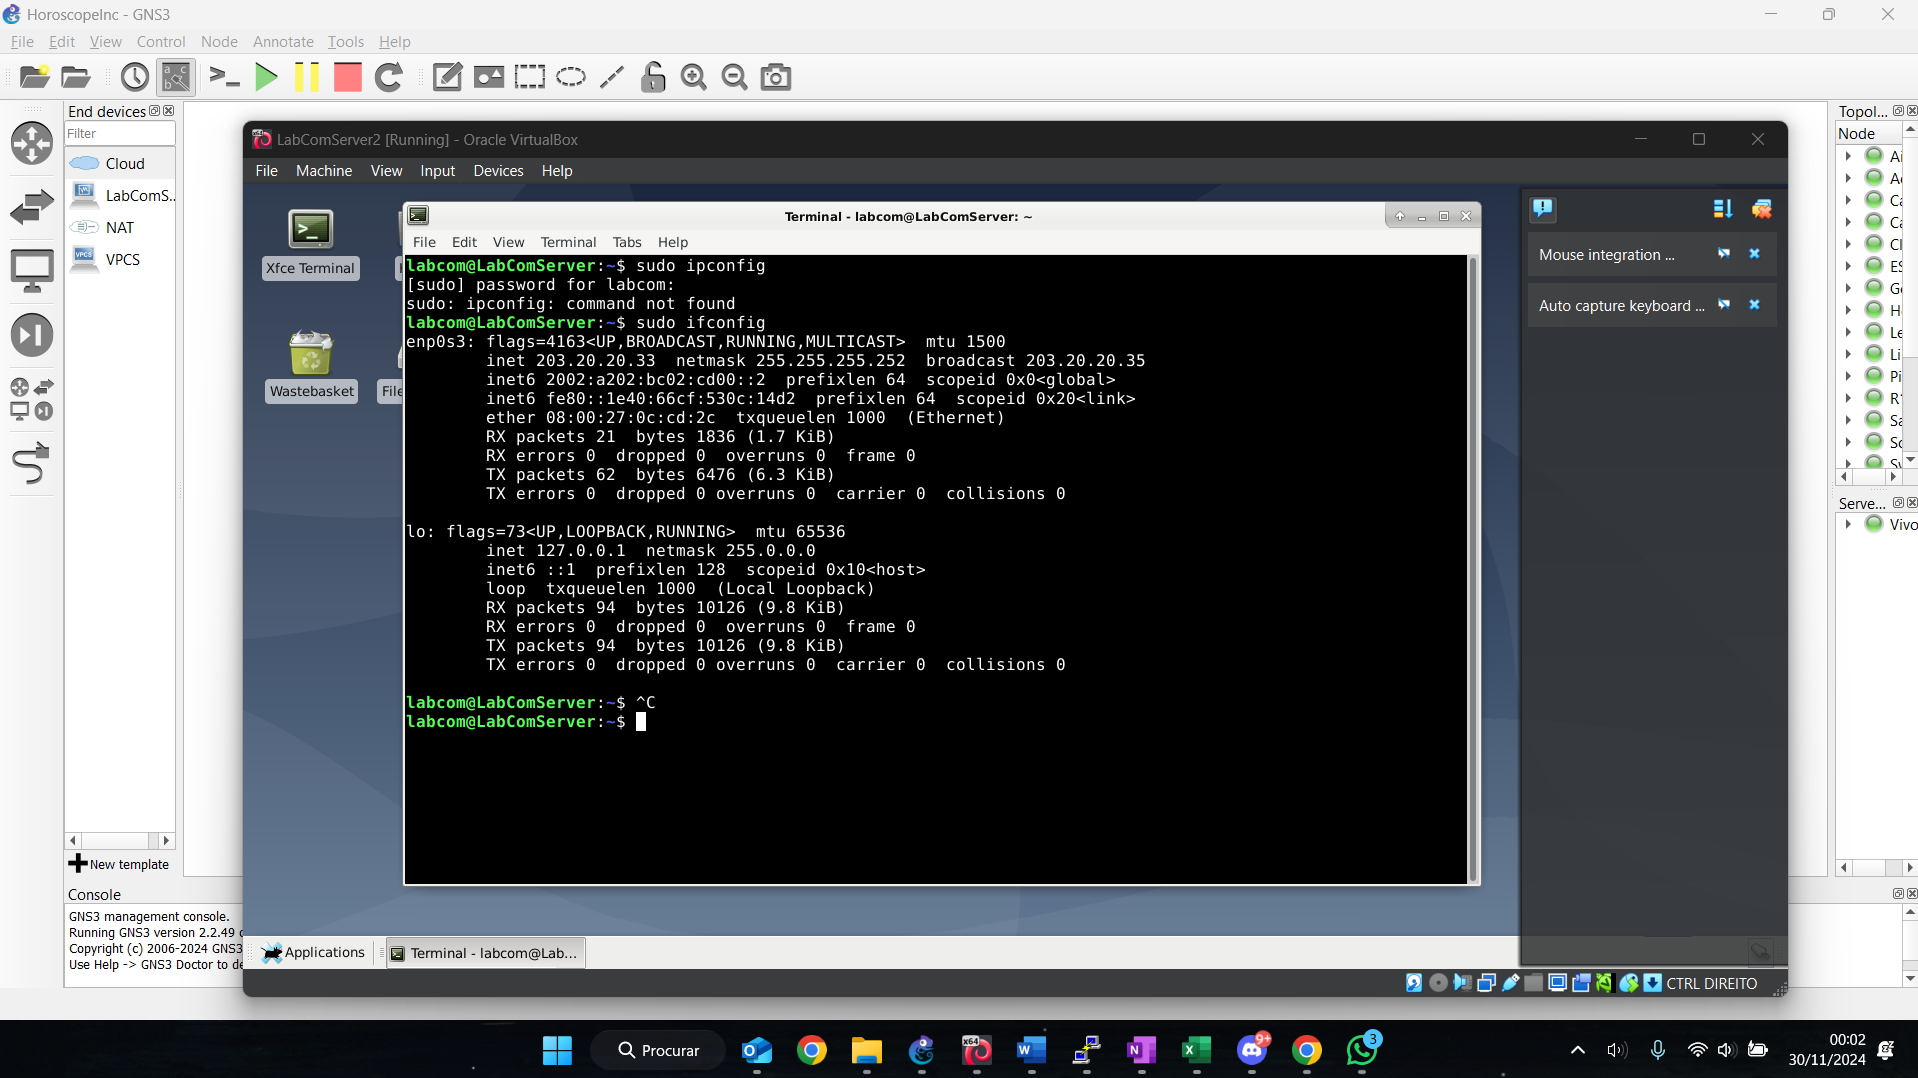 HoroscopeInc - GNS3
File Edit View Control Node Annotate Tools Help
End devices
Filter
Cloud
LabComS..
NAT
VPCS
New template
Console
GNS3 management console.
Running GNS3 version 2.2.49
Copyright (c) 2006-2024 GNS3
Use Help -> GNS3 Doctor to de
LabComServer2 [Running] - Oracle VirtualBox
File Machine View Input Devices Help
Xfce Terminal
Wastebasket
File
Terminal - labcom@LabComServer: ~
File Edit View Terminal Tabs Help
labcom@LabComServer:~$ sudo ipconfig
[sudo] password for labcom:
sudo: ipconfig: command not found
labcom@LabComServer:~$ sudo ifconfig
enp0s3: flags=4163<UP,BROADCAST,RUNNING,MULTICAST>  mtu 1500
        inet 203.20.20.33  netmask 255.255.255.252  broadcast 203.20.20.35
        inet6 2002:a202:bc02:cd00::2  prefixlen 64  scopeid 0x0<global>
        inet6 fe80::1e40:66cf:530c:14d2  prefixlen 64  scopeid 0x20<link>
        ether 08:00:27:0c:cd:2c  txqueuelen 1000  (Ethernet)
        RX packets 21  bytes 1836 (1.7 KiB)
        RX errors 0  dropped 0  overruns 0  frame 0
        TX packets 62  bytes 6476 (6.3 KiB)
        TX errors 0  dropped 0 overruns 0  carrier 0  collisions 0
lo: flags=73<UP,LOOPBACK,RUNNING>  mtu 65536
        inet 127.0.0.1  netmask 255.0.0.0
        inet6 ::1  prefixlen 128  scopeid 0x10<host>
        loop  txqueuelen 1000  (Local Loopback)
        RX packets 94  bytes 10126 (9.8 KiB)
        RX errors 0  dropped 0  overruns 0  frame 0
        TX packets 94  bytes 10126 (9.8 KiB)
        TX errors 0  dropped 0 overruns 0  carrier 0  collisions 0
labcom@LabComServer:~$ ^C
labcom@LabComServer:~$
Mouse integration ...
Auto capture keyboard ...
Applications
Terminal - labcom@Lab...
CTRL DIREITO
Topol...
Node
Ai
Ca
Ca
ES
Le
Li
Pi
Sa
Serve...
Vivo
Procurar
9+
3
00:02
30/11/2024